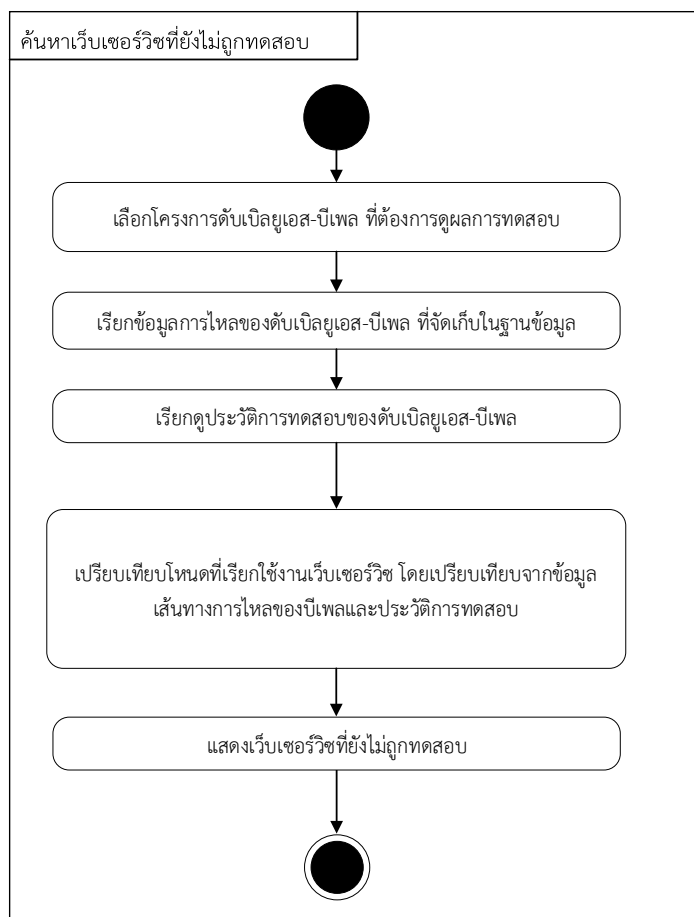 ค้นหาเว็บเซอร์วิซที่ยังไม่ถูกทดสอบ
เลือกโครงการดับเบิลยูเอส-บีเพล ที่ต้องการดูผลการทดสอบ
เรียกข้อมูลการไหลของดับเบิลยูเอส-บีเพล ที่จัดเก็บในฐานข้อมูล
เรียกดูประวัติการทดสอบของดับเบิลยูเอส-บีเพล
เปรียบเทียบโหนดที่เรียกใช้งานเว็บเซอร์วิซ โดยเปรียบเทียบจากข้อมูล
เส้นทางการไหลของบีเพลและประวัติการทดสอบ
แสดงเว็บเซอร์วิซที่ยังไม่ถูกทดสอบ